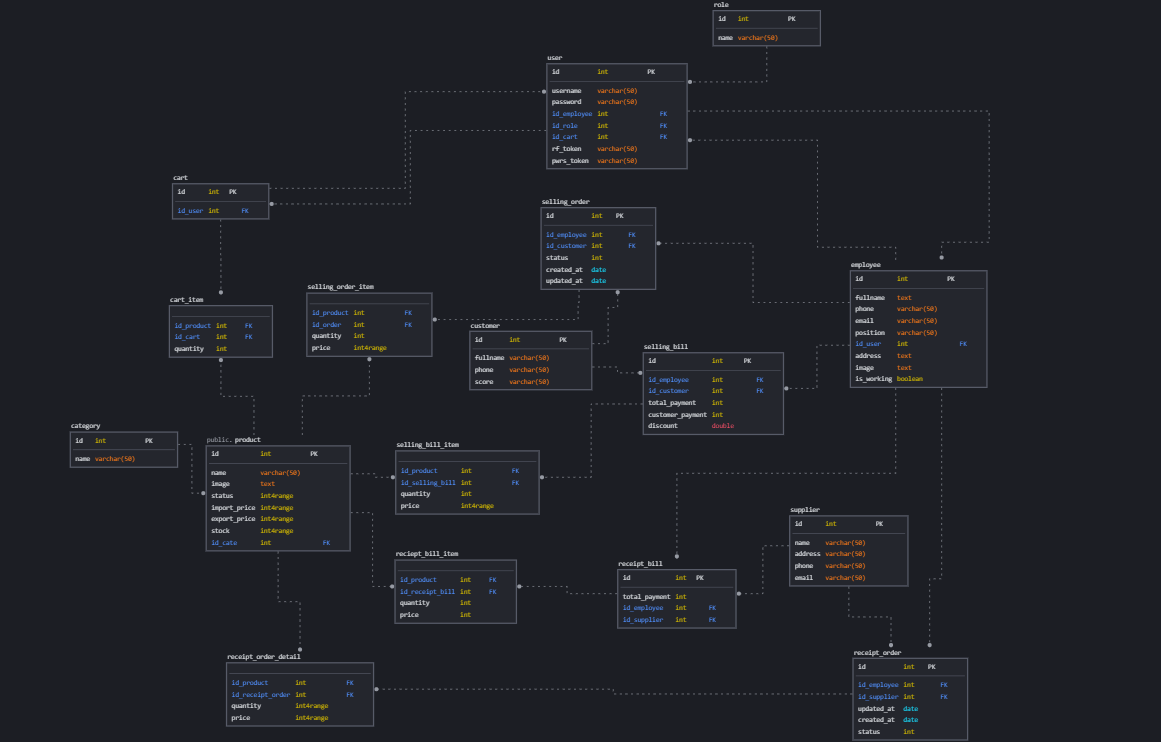 role
id int PK
name varchar(50)
user
id int PK
username varchar(50)
password varchar(50)
id_employee int FK
id_role int FK
id_cart int FK
rf_token varchar(50)
pwrs_token varchar(50)
cart
id int PK
id_user int FK
selling_order
id int PK
id_employee int FK
id_customer int FK
status int
created_at date
updated_at date
employee
id int PK
fullname text
phone varchar(50)
email varchar(50)
position varchar(50)
id_user int FK
address text
image text
is_working boolean
cart_item
id_product int FK
id_cart int FK
quantity int
selling_order_item
id_product int FK
id_order int FK
quantity int
price int4range
customer
id int PK
fullname varchar(50)
phone varchar(50)
score varchar(50)
selling_bill
id int PK
id_employee int FK
id_customer int FK
total_payment int
customer_payment int
discount double
category
id int PK
name varchar(50)
public. product
id int PK
name varchar(50)
image text
status int4range
import_price int4range
export_price int4range
stock int4range
id_cate int FK
selling_bill_item
id_product int FK
id_selling_bill int FK
quantity int
price int4range
supplier
id int PK
name varchar(50)
address varchar(50)
phone varchar(50)
email varchar(50)
reciept_bill_item
id_product int FK
id_receipt_bill int FK
quantity int
price int
receipt_bill
id int PK
total_payment int
id_employee int FK
id_supplier int FK
receipt_order_detail
id_product int FK
id_receipt_order int FK
quantity int4range
price int4range
receipt_order
id int PK
id_employee int FK
id_supplier int FK
updated_at date
created_at date
status int